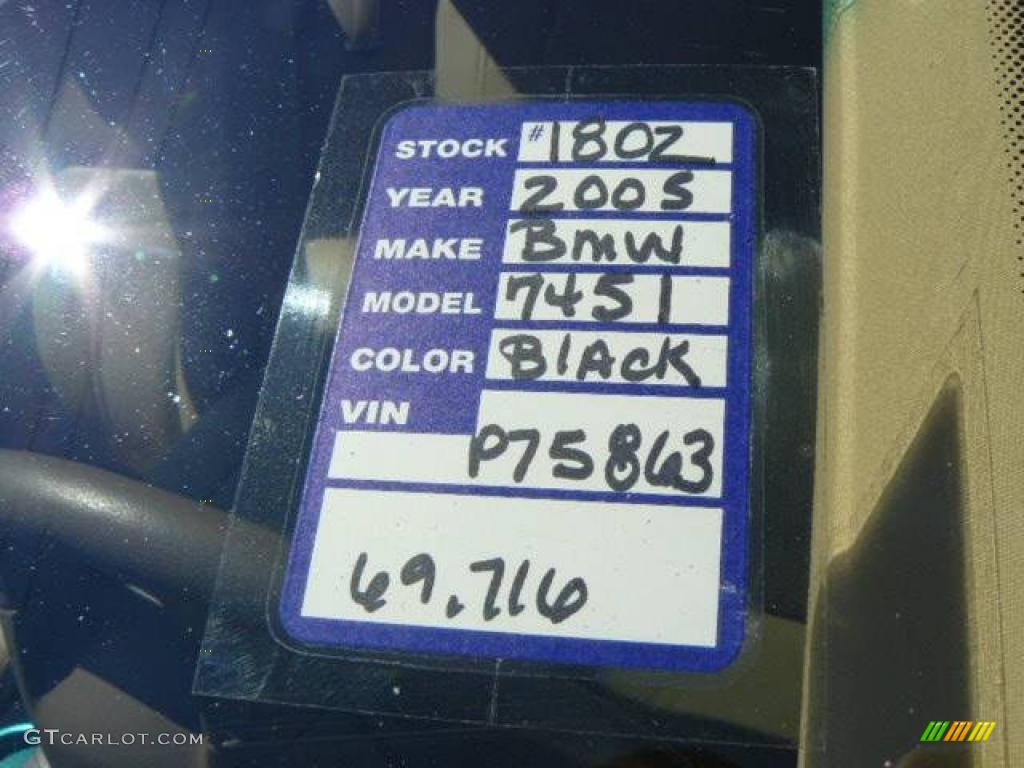 STOCK #1802
YEAR 2005
MAKE BMW
MODEL 745I
COLOR BlAcK
VIN P75863
69.716
GTCARLOT.COM